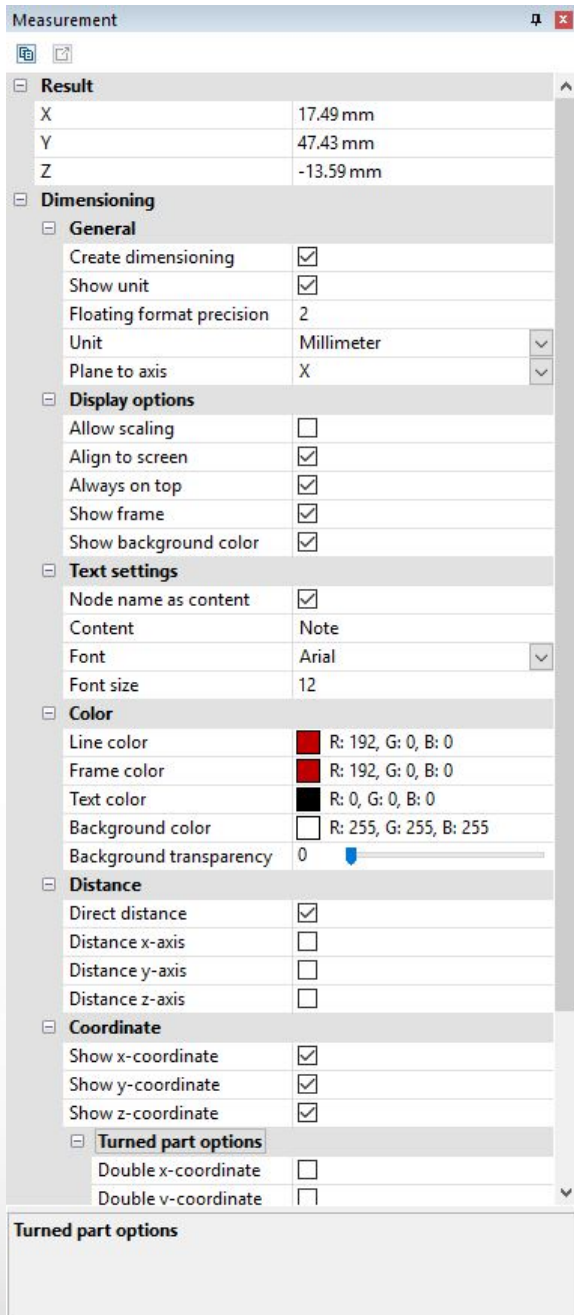 Measurement
Result
X 17.49 mm
Y 47.43 mm
Z -13.59 mm
Dimensioning
General
Create dimensioning
Show unit
Floating format precision 2
Unit Millimeter
Plane to axis X
Display options
Allow scaling
Align to screen
Always on top
Show frame
Show background color
Text settings
Node name as content
Content Note
Font Arial
Font size 12
Color
Line color R: 192, G: 0, B: 0
Frame color R: 192, G: 0, B: 0
Text color R: 0, G: 0, B: 0
Background color R: 255, G: 255, B: 255
Background transparency 0
Distance
Direct distance
Distance x-axis
Distance y-axis
Distance z-axis
Coordinate
Show x-coordinate
Show y-coordinate
Show z-coordinate
Turned part options
Double x-coordinate
Double y-coordinate
Turned part options